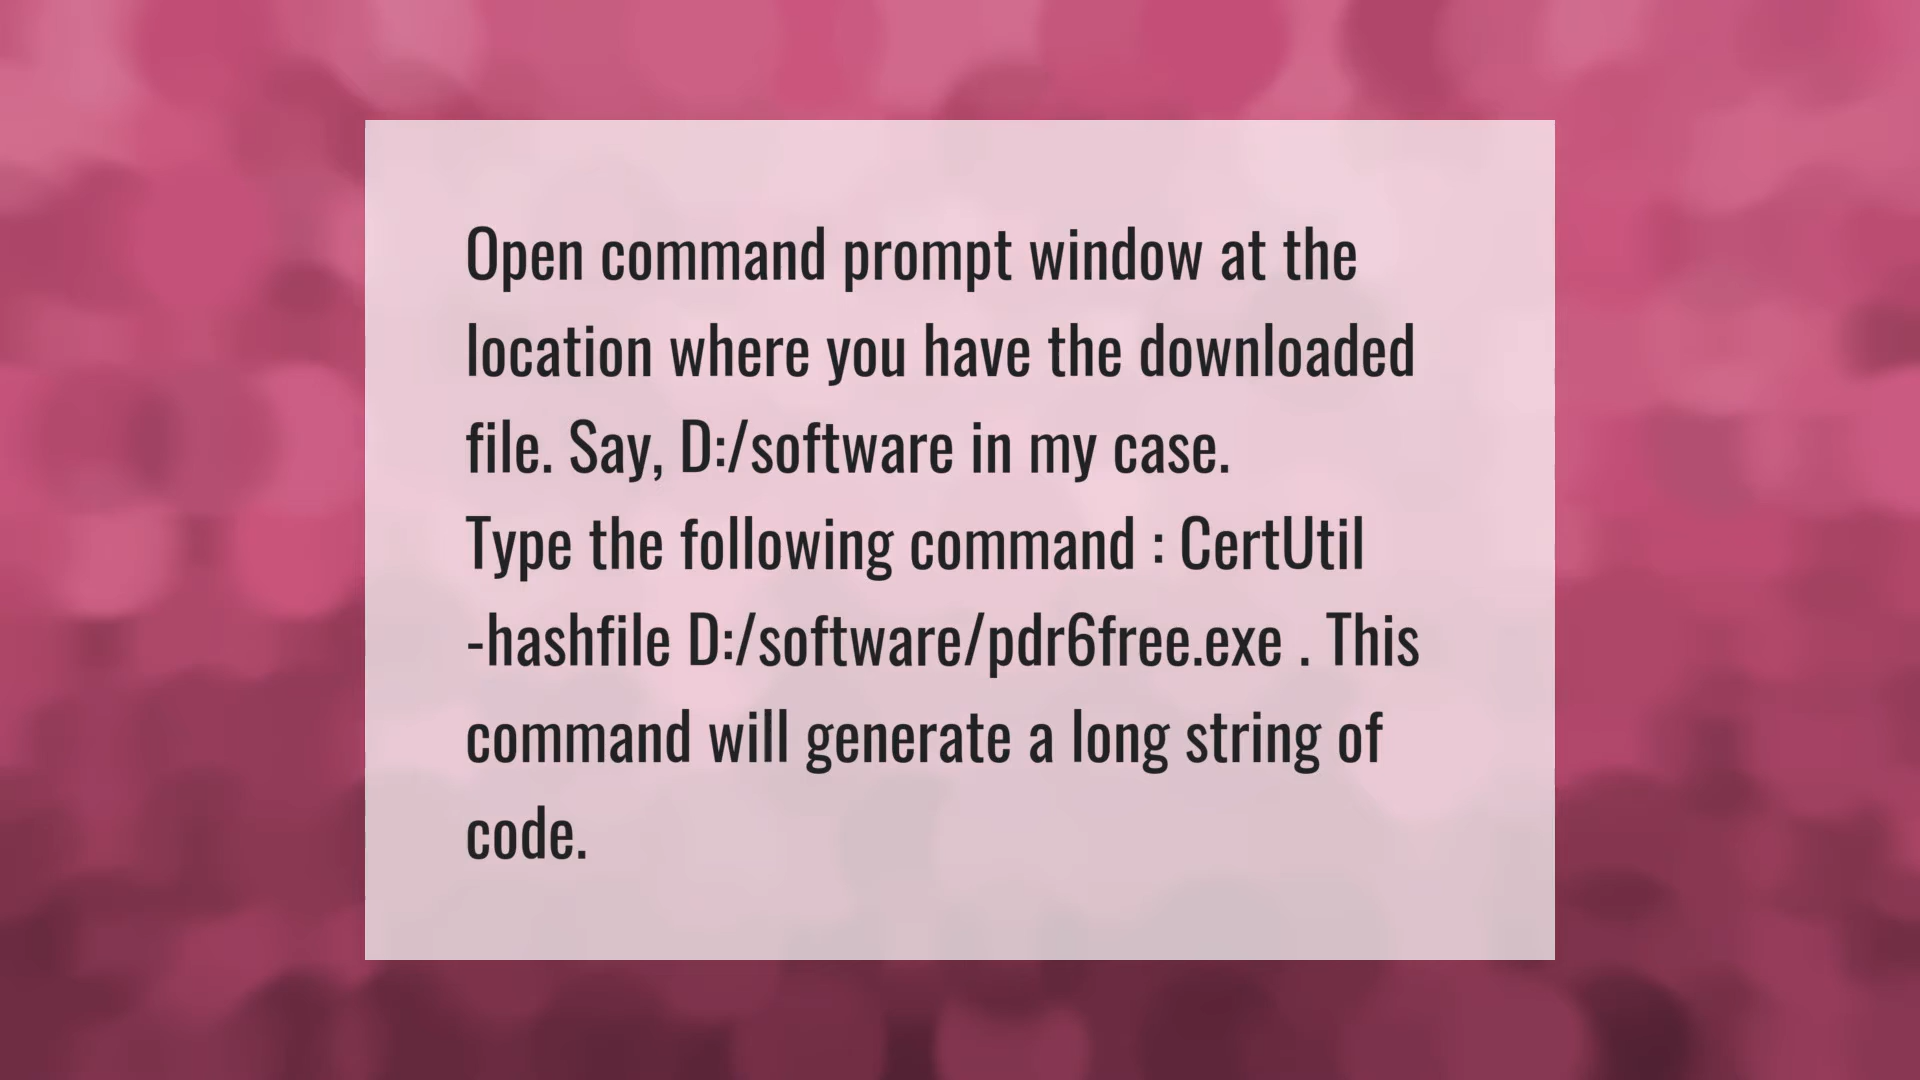 Open command prompt window at the
location where you have the downloaded
file. Say, D:/software in my case.
Type the following command : CertUtil
-hashfile D:/software/pdr6free.exe . This
command will generate a long string of
code.